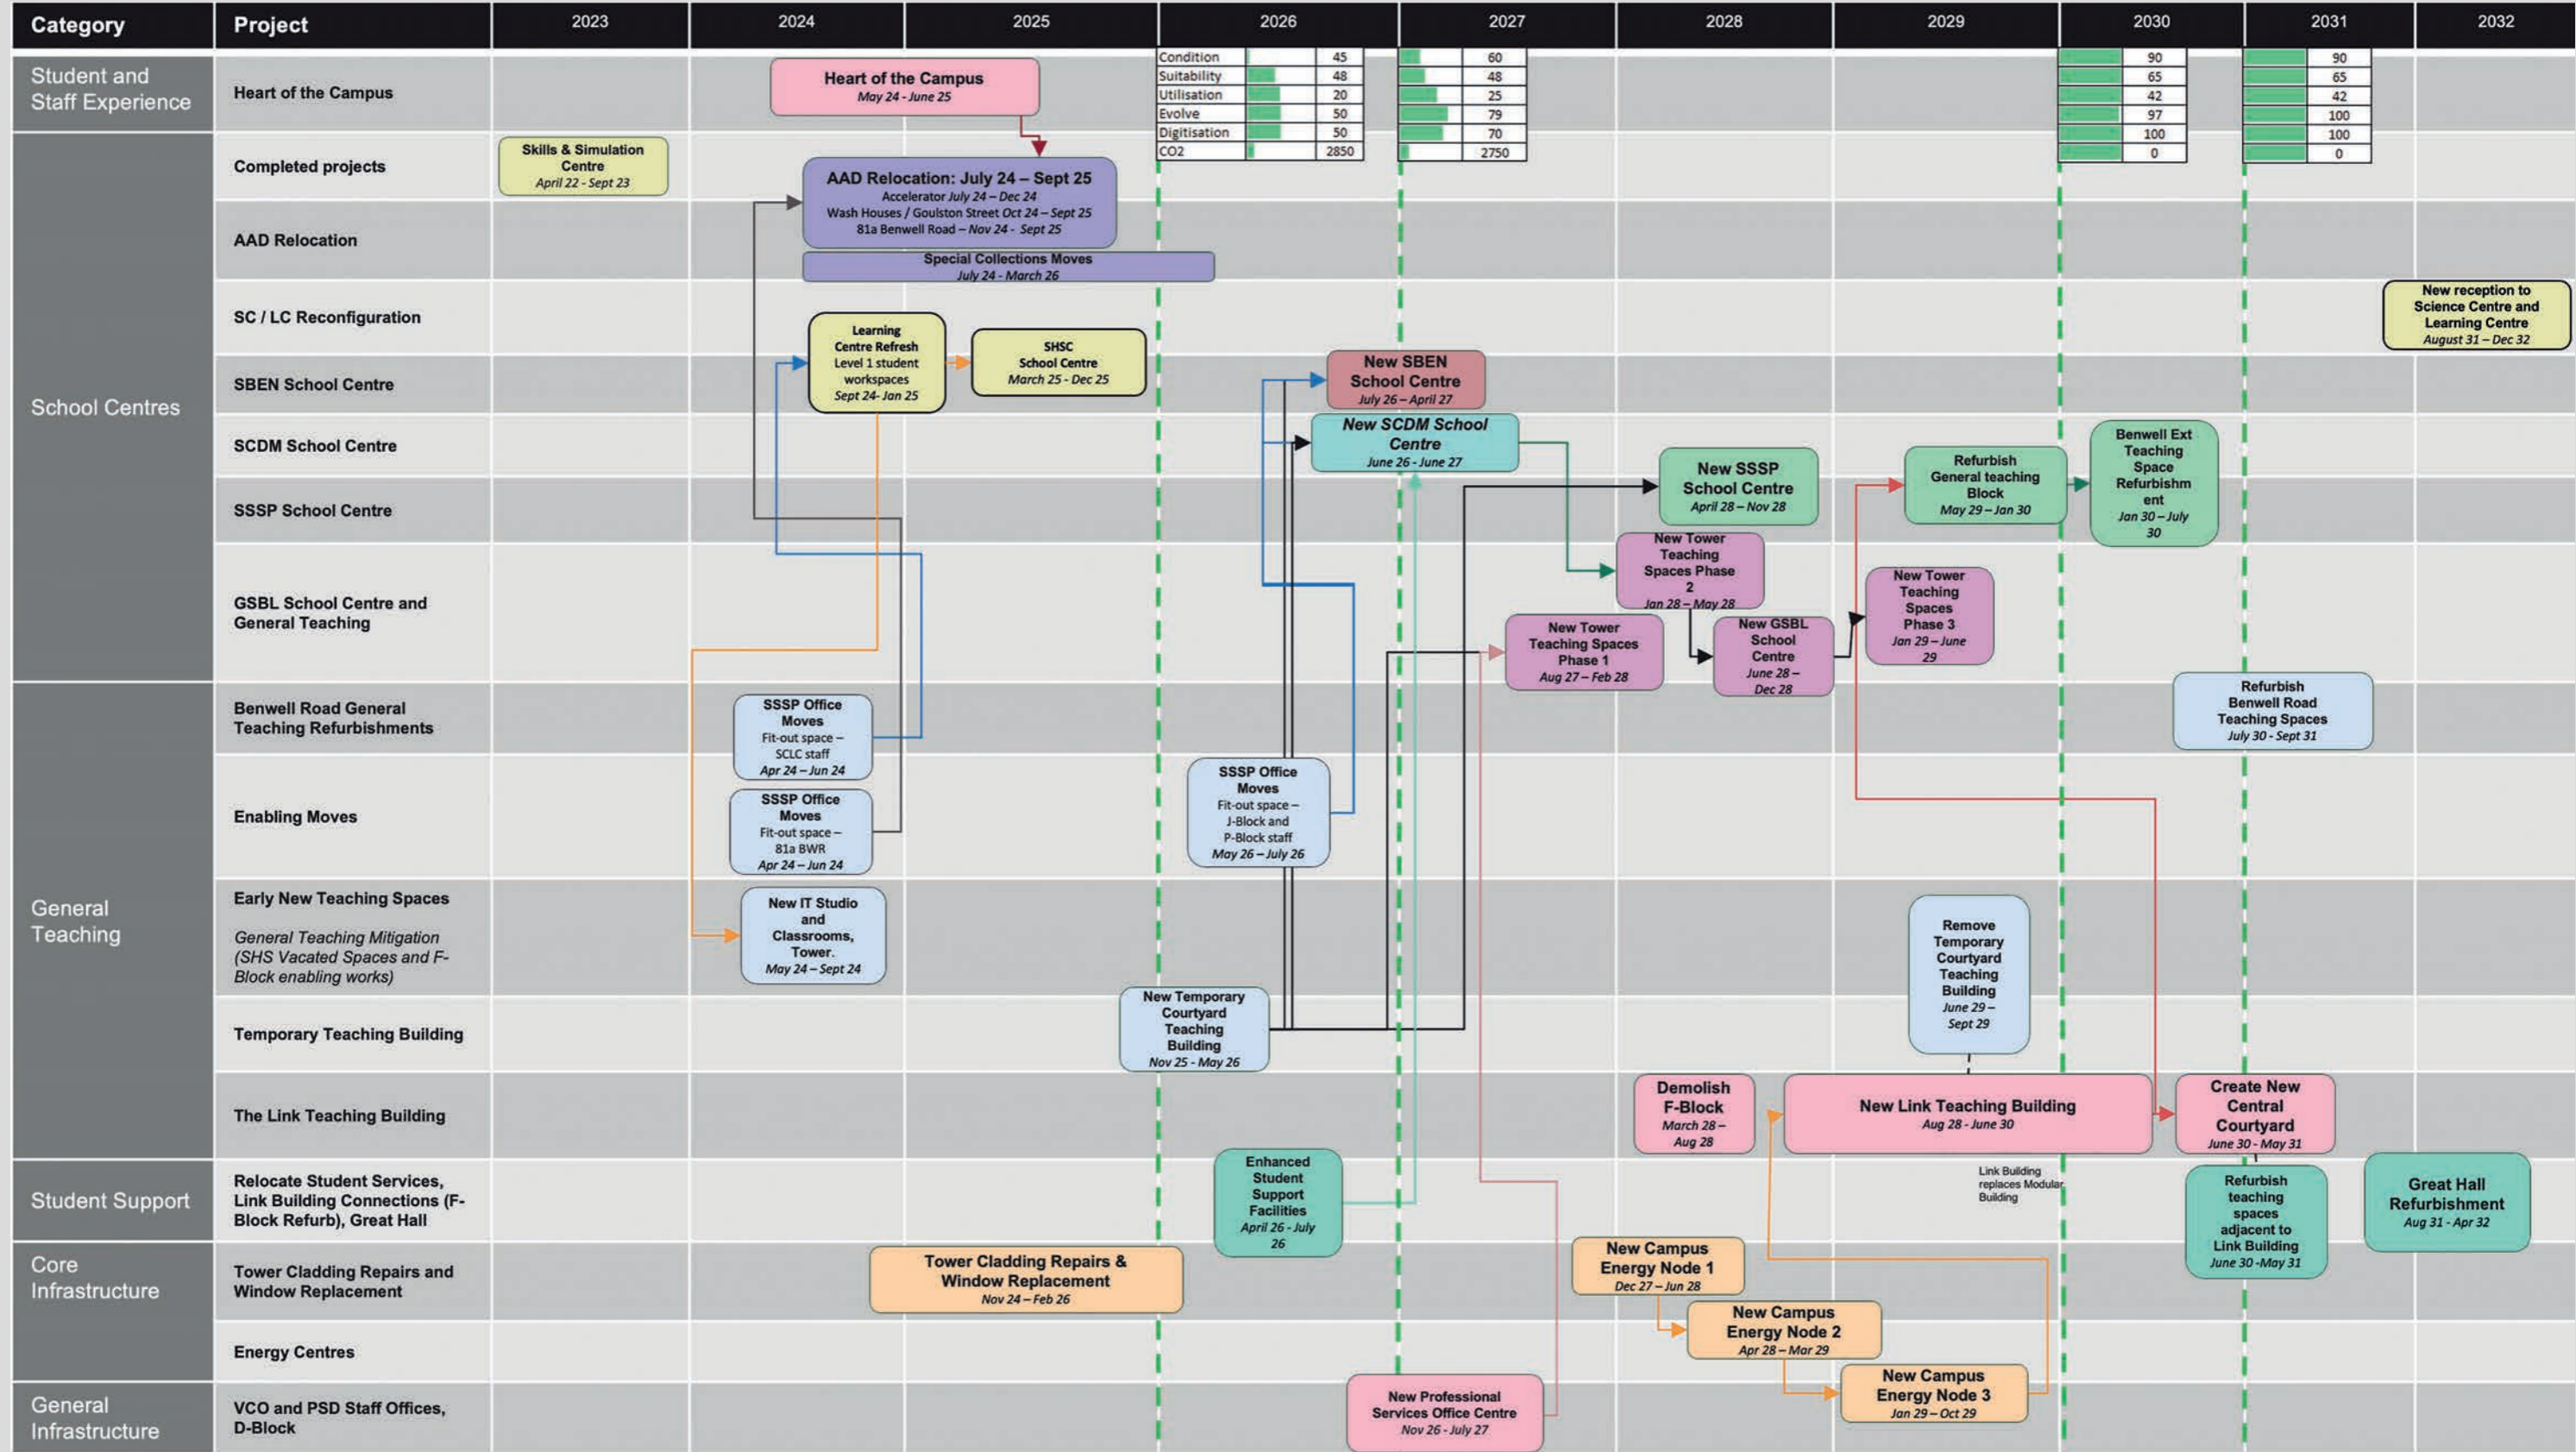 Category
Project
2023
2024
2025
2026
2027
2028
2029
2030
2031
2032
Student and
Staff Experience
Heart of the Campus
Heart of the Campus
May 24 - June 25
Condition 45
Suitability 48
Utilisation 20
Evolve 50
Digitisation 50
CO2 2850
60
48
25
79
70
2750
90
65
42
97
100
0
90
65
42
100
100
0
School Centres
Completed projects
Skills & Simulation
Centre
April 22 - Sept 23
AAD Relocation
AAD Relocation: July 24 – Sept 25
Accelerator July 24 – Dec 24
Wash Houses / Goulston Street Oct 24 – Sept 25
81a Benwell Road – Nov 24 - Sept 25
Special Collections Moves
July 24 - March 26
SC / LC Reconfiguration
Learning
Centre Refresh
Level 1 student
workspaces
Sept 24- Jan 25
SHSC
School Centre
March 25 - Dec 25
New reception to
Science Centre and
Learning Centre
August 31 – Dec 32
SBEN School Centre
New SBEN
School Centre
July 26 – April 27
SCDM School Centre
New SCDM School
Centre
June 26 - June 27
SSSP School Centre
New SSSP
School Centre
April 28 – Nov 28
Refurbish
General teaching
Block
May 29 – Jan 30
Benwell Ext
Teaching
Space
Refurbishm
ent
Jan 30 – July
30
GSBL School Centre and
General Teaching
New Tower
Teaching
Spaces Phase
2
Jan 28 – May 28
New Tower
Teaching Spaces
Phase 1
Aug 27 – Feb 28
New GSBL
School
Centre
June 28 –
Dec 28
New Tower
Teaching
Spaces
Phase 3
Jan 29 – June
29
General
Teaching
Benwell Road General
Teaching Refurbishments
SSSP Office
Moves
Fit-out space –
SCLC staff
Apr 24 – Jun 24
Refurbish
Benwell Road
Teaching Spaces
July 30 - Sept 31
Enabling Moves
SSSP Office
Moves
Fit-out space –
81a BWR
Apr 24 – Jun 24
SSSP Office
Moves
Fit-out space –
J-Block and
P-Block staff
May 26 – July 26
Early New Teaching Spaces
General Teaching Mitigation
(SHS Vacated Spaces and F-
Block enabling works)
New IT Studio
and
Classrooms,
Tower.
May 24 – Sept 24
Remove
Temporary
Courtyard
Teaching
Building
June 29 –
Sept 29
Temporary Teaching Building
New Temporary
Courtyard
Teaching
Building
Nov 25 - May 26
The Link Teaching Building
Demolish
F-Block
March 28 –
Aug 28
New Link Teaching Building
Aug 28 - June 30
Create New
Central
Courtyard
June 30 - May 31
Student Support
Relocate Student Services,
Link Building Connections (F-
Block Refurb), Great Hall
Enhanced
Student
Support
Facilities
April 26 - July
26
Link Building
replaces Modular
Building
Refurbish
teaching
spaces
adjacent to
Link Building
June 30 -May 31
Great Hall
Refurbishment
Aug 31 - Apr 32
Core
Infrastructure
Tower Cladding Repairs and
Window Replacement
Tower Cladding Repairs &
Window Replacement
Nov 24 – Feb 26
New Campus
Energy Node 1
Dec 27 – Jun 28
Energy Centres
New Campus
Energy Node 2
Apr 28 – Mar 29
New Campus
Energy Node 3
Jan 29 – Oct 29
General
Infrastructure
VCO and PSD Staff Offices,
D-Block
New Professional
Services Office Centre
Nov 26 - July 27